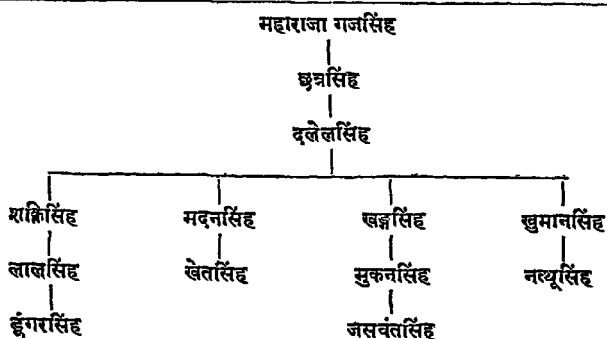 महाराजा गजसिंह
छत्रसिंह
दलेलसिंह
शक्तिसिंह मदनसिंह खड्गसिंह खुमानसिंह
लालसिंह खेतसिंह मुकनसिंह नत्थूसिंह
डूंगरसिंह जसवंतसिंह